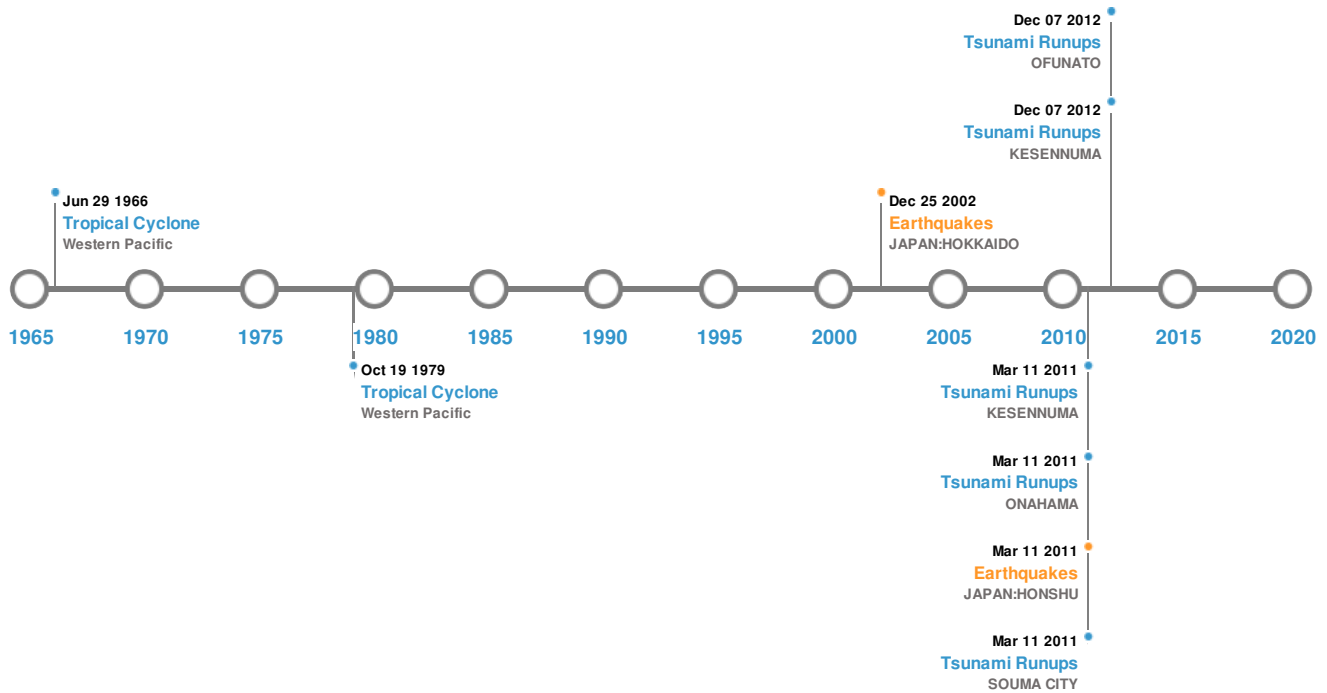 Dec 07 2012
Tsunami Runups
OFUNATO
Dec 07 2012
Tsunami Runups
KESENNUMA
Jun 29 1966
Tropical Cyclone
Western Pacific
Dec 25 2002
Earthquakes
JAPAN:HOKKAIDO
1965 1970 1975 1980 1985 1990 1995 2000 2005 2010 2015 2020
Oct 19 1979
Tropical Cyclone
Western Pacific
Mar 11 2011
Tsunami Runups
KESENNUMA
Mar 11 2011
Tsunami Runups
ONAHAMA
Mar 11 2011
Earthquakes
JAPAN:HONSHU
Mar 11 2011
Tsunami Runups
SOUMA CITY